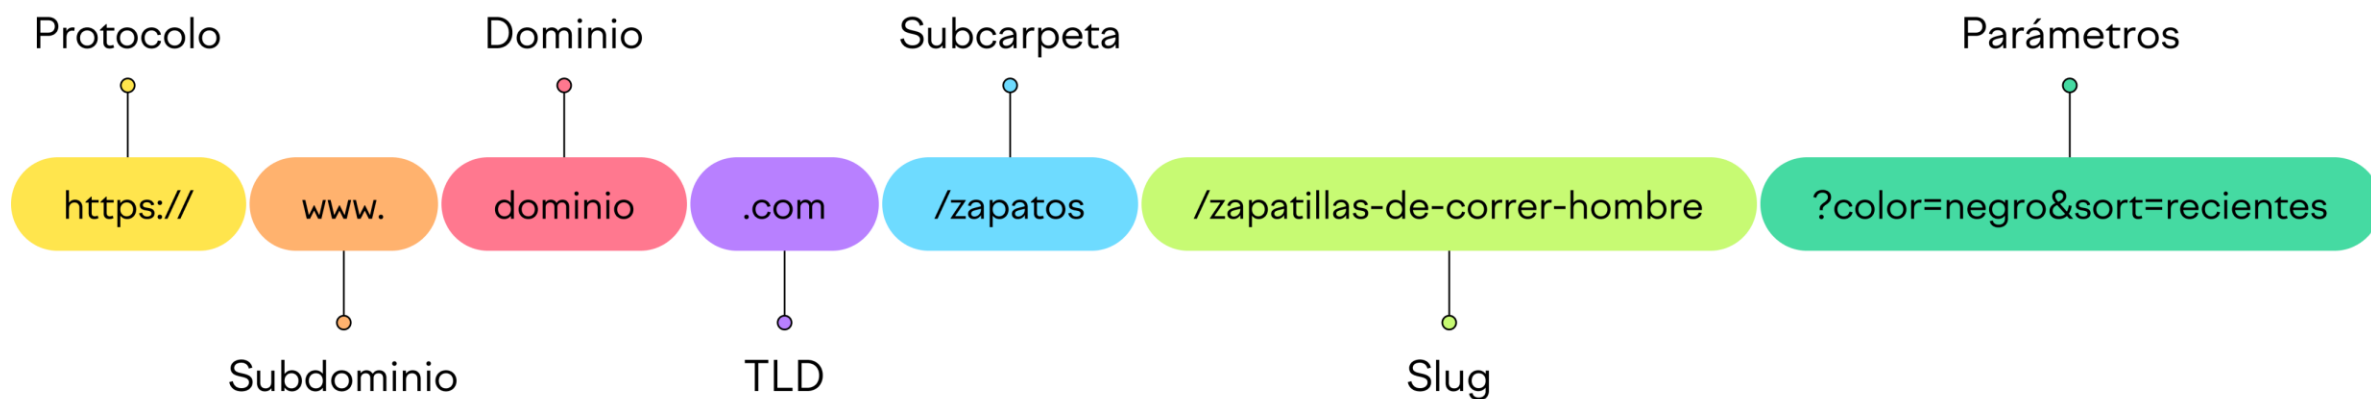 Protocolo Dominio Subcarpeta Parámetros
https:// www. dominio .com /zapatos /zapatillas-de-correr-hombre ?color=negro&sort=recientes
Subdominio TLD Slug